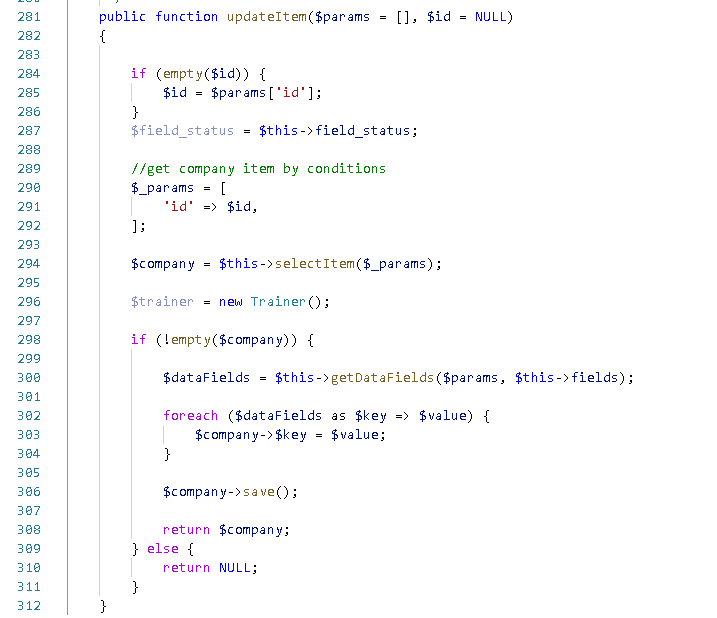 281 public function updateItem($params = [], $id = NULL)
282 {
283
284 if (empty($id)) {
285 $id = $params['id'];
286 }
287 $field_status = $this->field_status;
288
289 //get company item by conditions
290 $_params = [
291 'id' => $id,
292 ];
293
294 $company = $this->selectItem($_params);
295
296 $trainer = new Trainer();
297
298 if (!empty($company)) {
299
300 $dataFields = $this->getDataFields($params, $this->fields);
301
302 foreach ($dataFields as $key => $value) {
303 $company->$key = $value;
304 }
305
306 $company->save();
307
308 return $company;
309 } else {
310 return NULL;
311 }
312 }